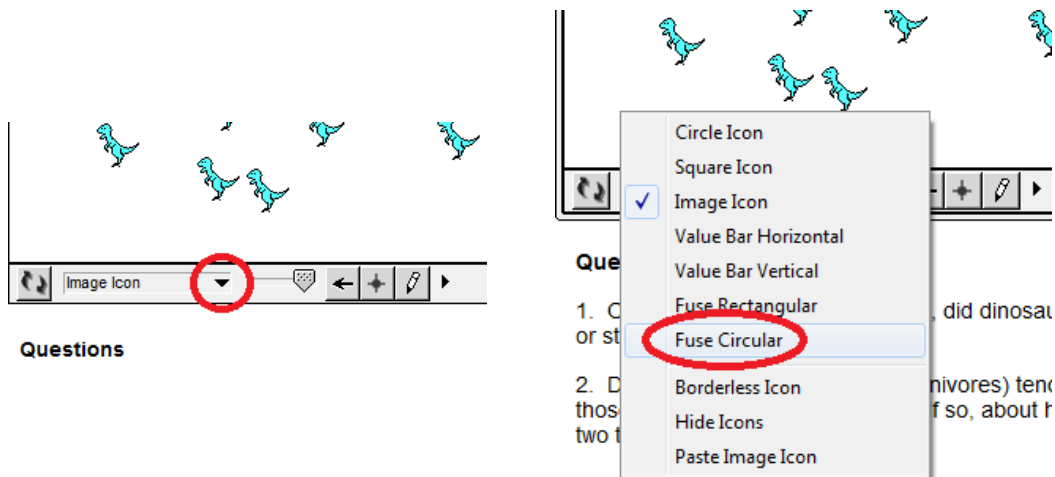 Image Icon
Questions
Circle Icon
Square Icon
Image Icon
Value Bar Horizontal
Value Bar Vertical
Fuse Rectangular
Fuse Circular
Borderless Icon
Hide Icons
Paste Image Icon
Que
1. , did dinosau
or st
2. D nivores) tend
thos f so, about h
two t